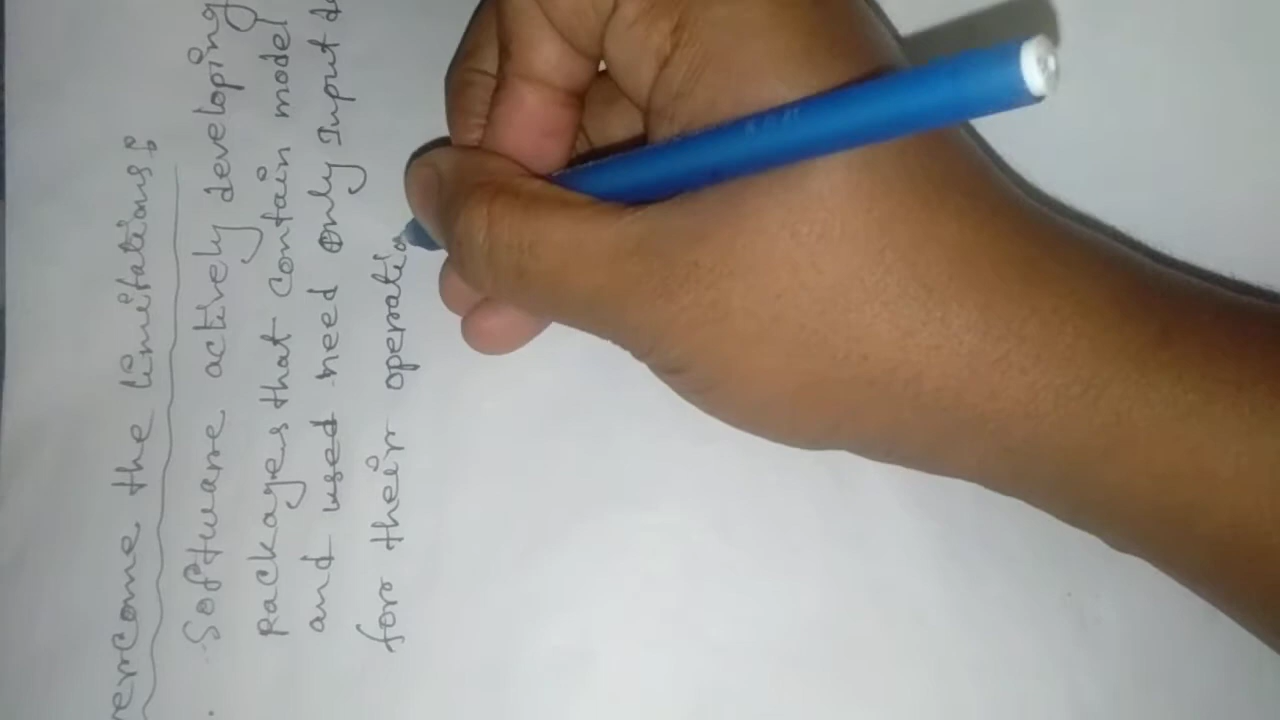 ercome the limitations:
. Software actively developing
packages that contain model
and used need only Input
for their operatio